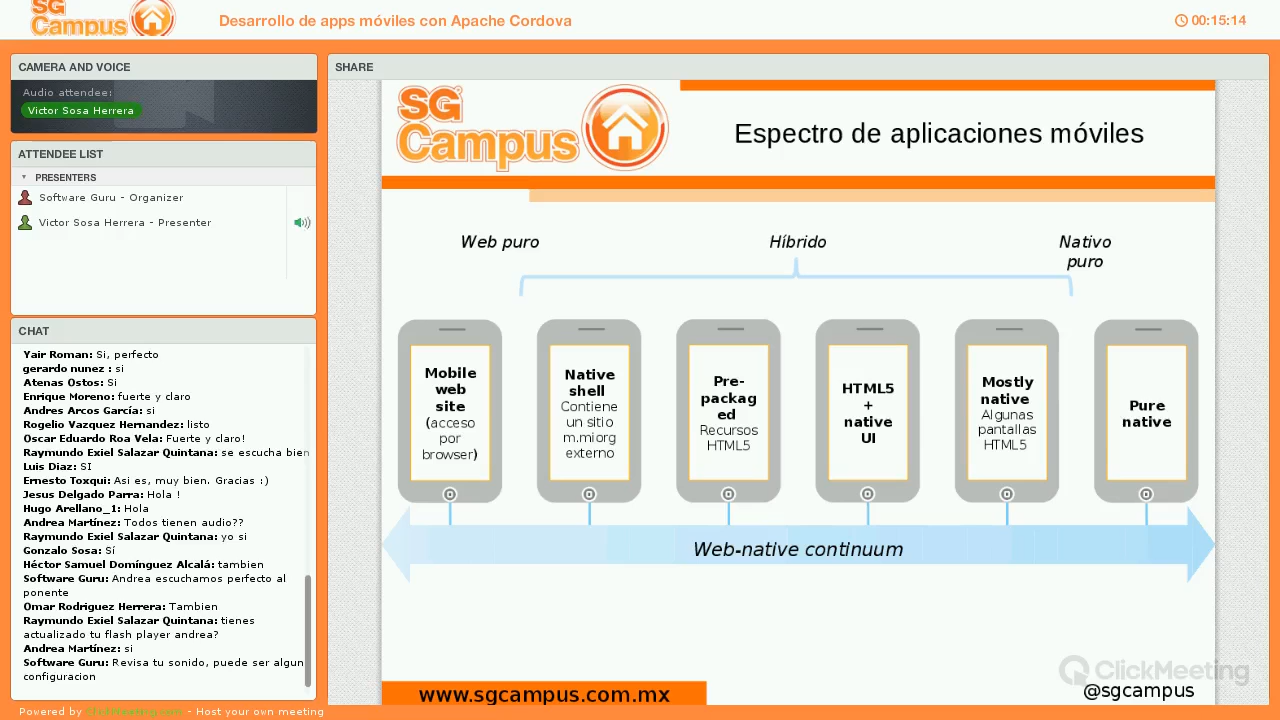 SG
Campus
Desarrollo de apps móviles con Apache Cordova
00:15:14
CAMERA AND VOICE
Audio attendee:
Victor Sosa Herrera
ATTENDEE LIST
PRESENTERS
Software Guru - Organizer
Victor Sosa Herrera - Presenter
CHAT
Yair Roman: Si, perfecto
gerardo nunez : si
Atenas Ostos: Si
Enrique Moreno: fuerte y claro
Andres Arcos García: si
Rogelio Vazquez Hernandez: listo
Oscar Eduardo Roa Vela: Fuerte y claro!
Raymundo Exiel Salazar Quintana: se escucha bien
Luis Diaz: SI
Ernesto Toxqui: Asi es, muy bien. Gracias :)
Jesus Delgado Parra: Hola !
Hugo Arellano_1: Hola
Andrea Martínez: Todos tienen audio??
Raymundo Exiel Salazar Quintana: yo si
Gonzalo Sosa: Sí
Héctor Samuel Domínguez Alcalá: tambien
Software Guru: Andrea escuchamos perfecto al
ponente
Omar Rodriguez Herrera: Tambien
Raymundo Exiel Salazar Quintana: tienes
actualizado tu flash player andrea?
Andrea Martínez: si
Software Guru: Revisa tu sonido, puede ser algun
configuracion
Powered by ClickMeeting.com - Host your own meeting
SHARE
SG
Campus
Espectro de aplicaciones móviles
Web puro
Híbrido
Nativo
puro
Mobile
web
site
(acceso
por
browser)
Native
shell
Contiene
un sitio
m.miorg
externo
Pre-
packag
ed
Recursos
HTML5
HTML5
+
native
UI
Mostly
native
Algunas
pantallas
HTML5
Pure
native
Web-native continuum
ClickMeeting
www.sgcampus.com.mx
@sgcampus